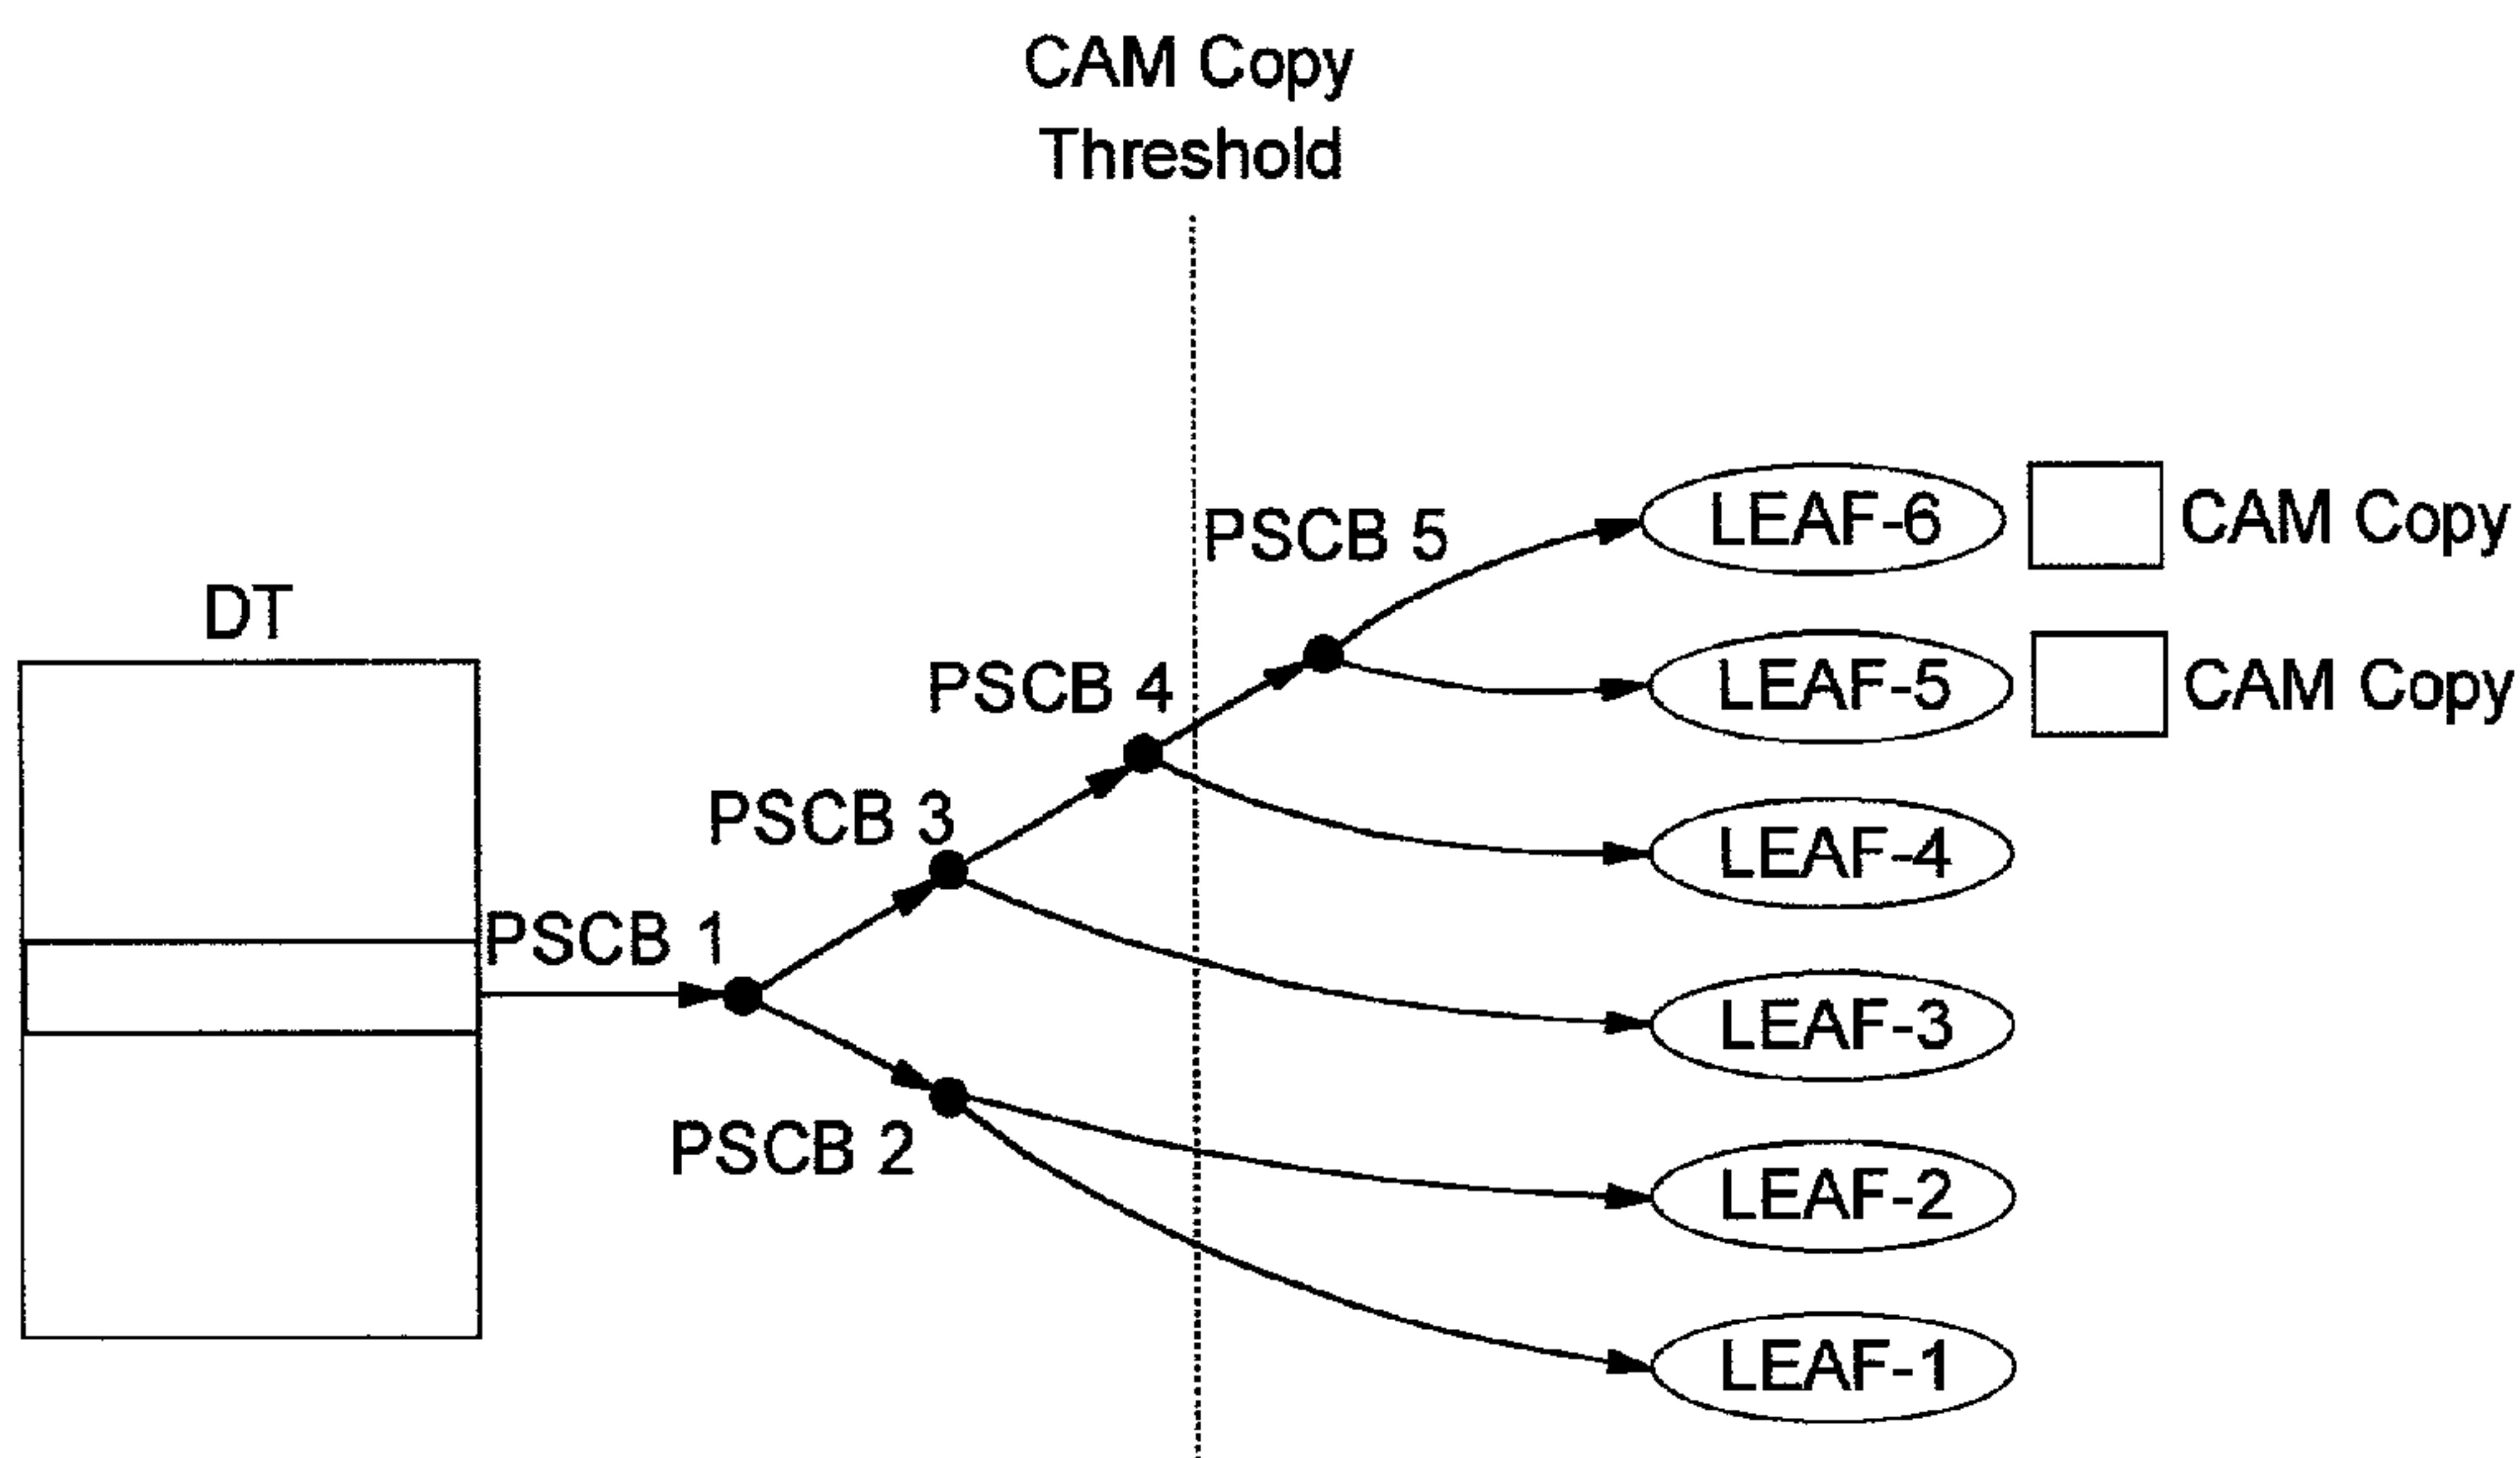 CAM Copy
Threshold
PSCB 5
LEAF-6
CAM Copy
DT
PSCB 4
LEAF-5
CAM Copy
PSCB 3
LEAF-4
PSCB 1
LEAF-3
PSCB 2
LEAF-2
LEAF-1